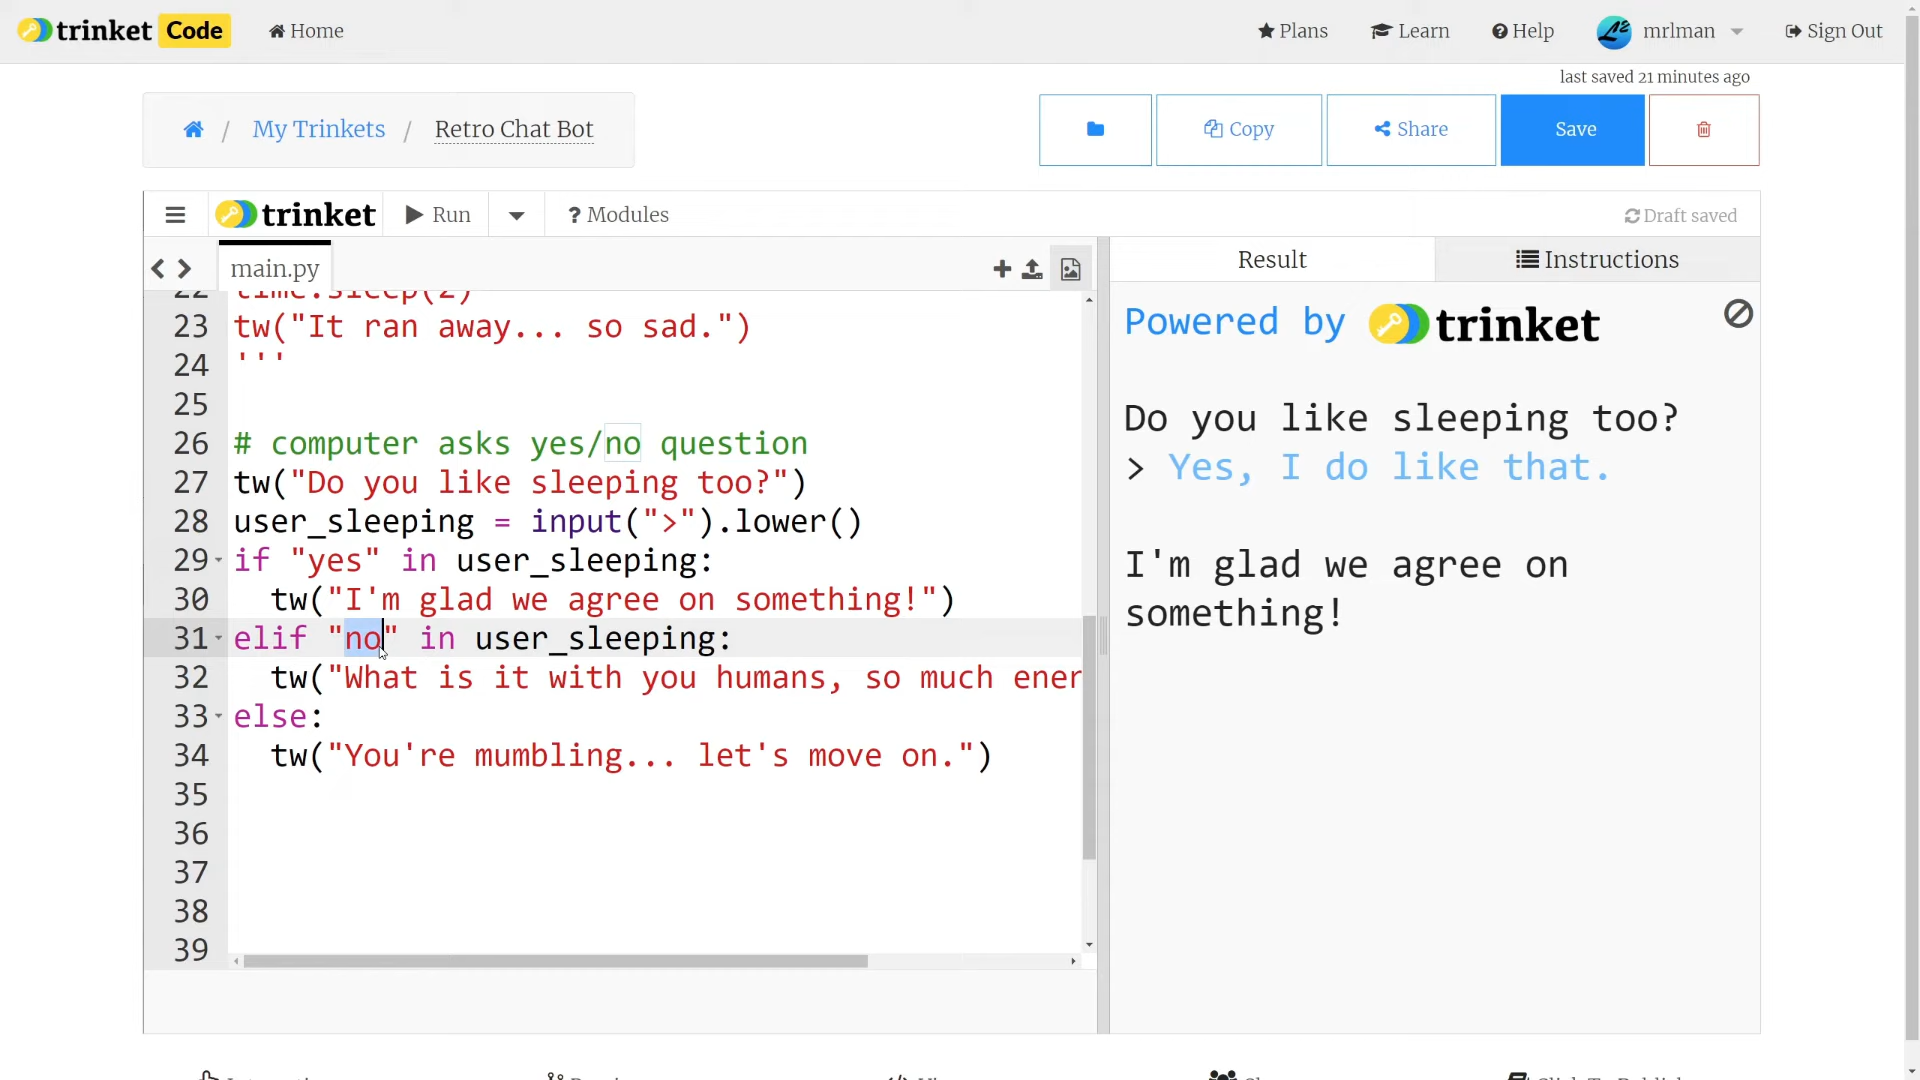 trinket Code Home Plans Learn Help mrlman Sign Out
last saved 21 minutes ago
/ My Trinkets / Retro Chat Bot Copy Share Save
trinket Run ? Modules Draft saved
main.py Result Instructions
Powered by trinket
22 time.sleep(2)
23 tw("It ran away... so sad.")
24 '''
25
26 # computer asks yes/no question
27 tw("Do you like sleeping too?")
28 user_sleeping = input(">").lower()
29 if "yes" in user_sleeping:
30 tw("I'm glad we agree on something!")
31 elif "no" in user_sleeping:
32 tw("What is it with you humans, so much ener
33 else:
34 tw("You're mumbling... let's move on.")
35
36
37
38
39
Do you like sleeping too?
> Yes, I do like that.
I'm glad we agree on
something!